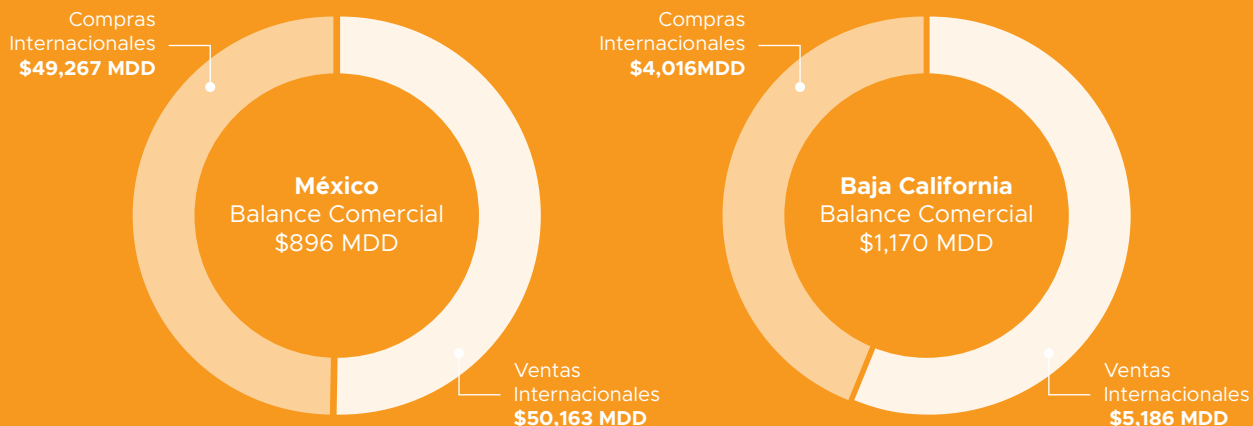 Compras
Internacionales
$49,267 MDD
México
Balance Comercial
$896 MDD
Ventas
Internacionales
$50,163 MDD
Compras
Internacionales
$4,016MDD
Baja California
Balance Comercial
$1,170 MDD
Ventas
Internacionales
$5,186 MDD